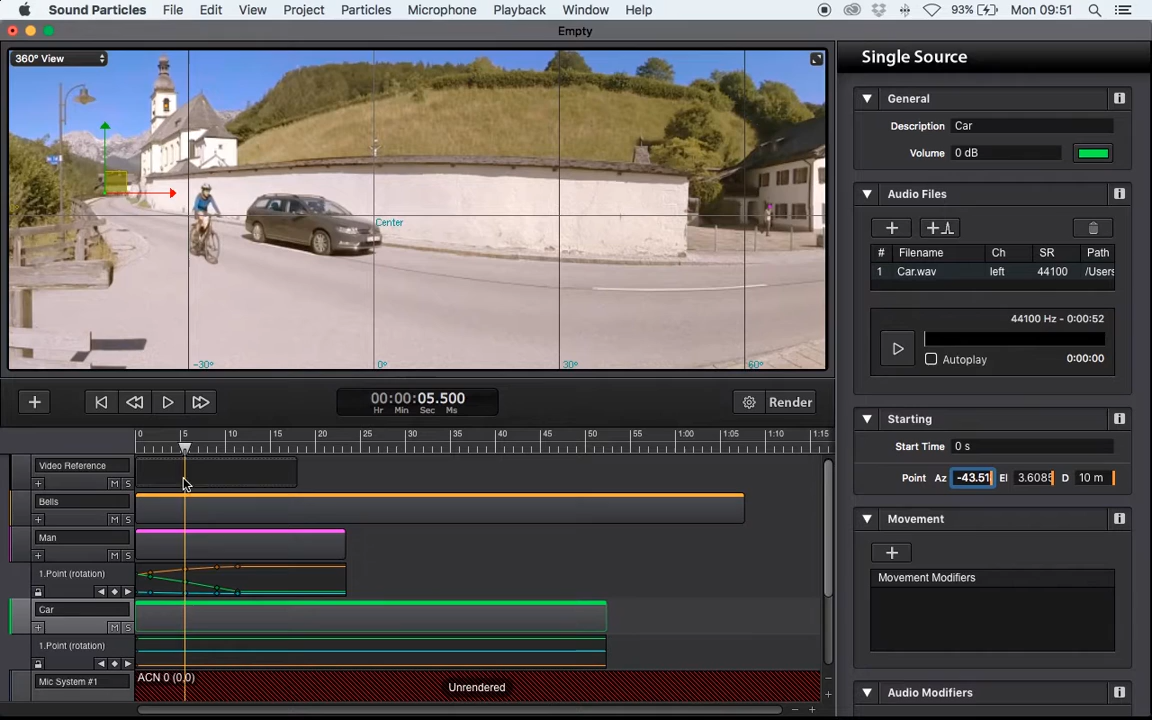 Sound Particles File Edit View Project Particles Microphone Playback Window Help 93% Mon 09:51
Empty
360° View
Center
-30° 0° 30° 60°
Single Source
General
Description Car
Volume 0 dB
Audio Files
# Filename Ch SR Path
1 Car.wav left 44100 /Users
44100 Hz - 0:00:52
Autoplay 0:00:00
Starting
Start Time 0 s
Point Az -43.51 El 3.6085 D 10 m
Movement
Movement Modifiers
Audio Modifiers
00:00:05.500
Hr Min Sec Ms
Render
0 5 10 15 20 25 30 35 40 45 50 55 1:00 1:05 1:10 1:15
Video Reference
M S
Bells
M S
Man
M S
1.Point (rotation)
Car
M S
1.Point (rotation)
Mic System #1
ACN 0 (0,0)
Unrendered